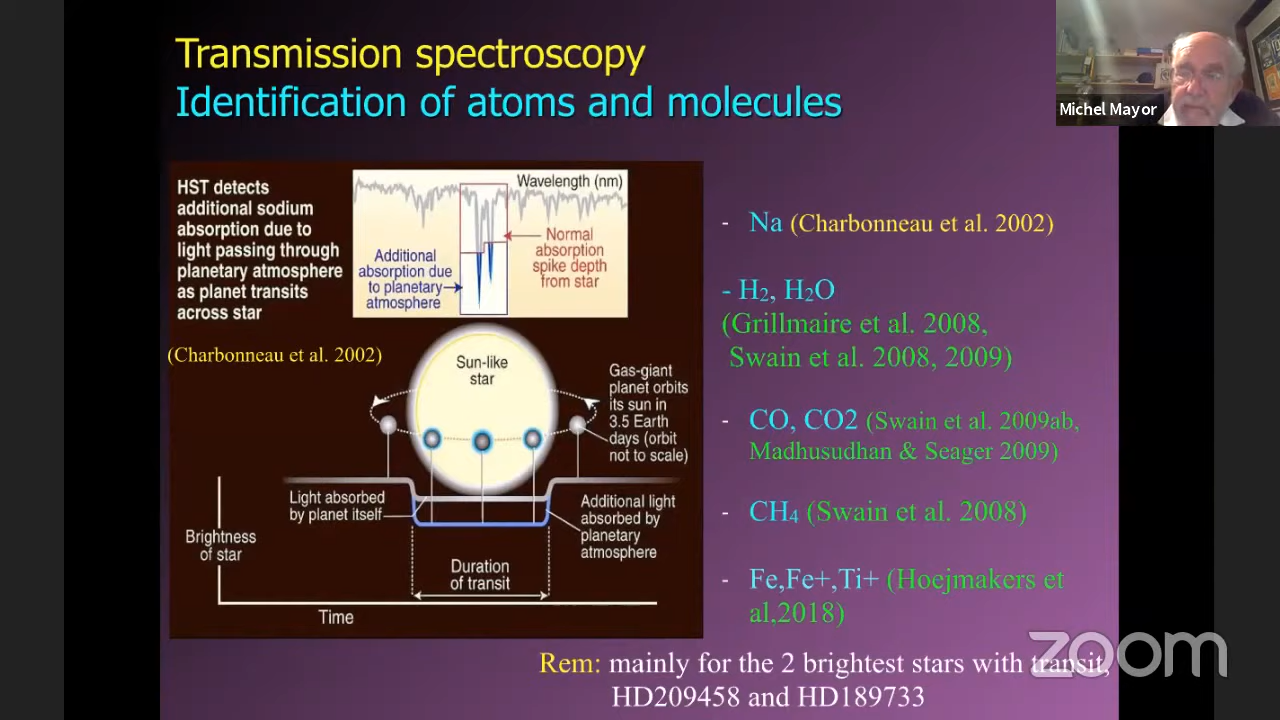 Transmission spectroscopy
Identification of atoms and molecules
Michel Mayor
HST detects
additional sodium
absorption due to
light passing through
planetary atmosphere
as planet transits
across star
(Charbonneau et al. 2002)
Wavelength (nm)
Normal
absorption
spike depth
from star
Additional
absorption due
to planetary
atmosphere
Sun-like
star
Gas-giant
planet orbits
its sun in
3.5 Earth
days (orbit
not to scale)
Light absorbed
by planet itself
Additional light
absorbed by
planetary
atmosphere
Brightness
of star
Duration
of transit
Time
- Na (Charbonneau et al. 2002)
- H₂, H₂O
(Grillmaire et al. 2008,
Swain et al. 2008, 2009)
- CO, CO2 (Swain et al. 2009ab,
Madhusudhan & Seager 2009)
- CH₄ (Swain et al. 2008)
- Fe,Fe+,Ti+ (Hoejmakers et
al,2018)
Rem: mainly for the 2 brightest stars with transit,
HD209458 and HD189733
zoom